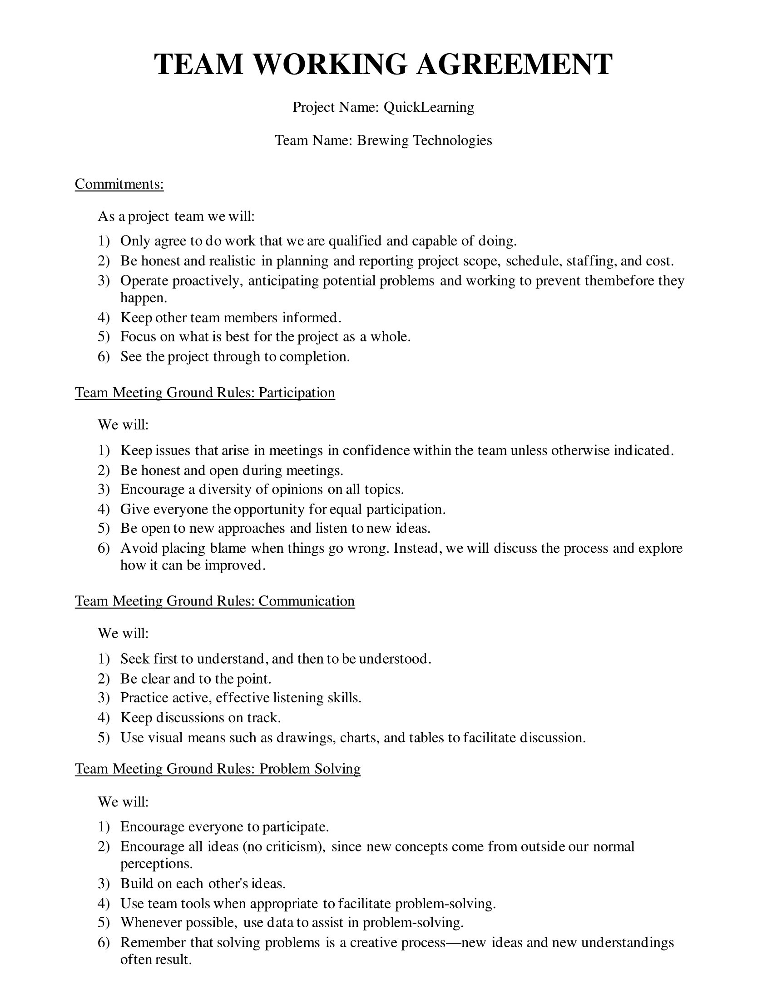 TEAM WORKING AGREEMENT
Project Name: QuickLearning
Team Name: Brewing Technologies
Commitments:
As a project team we will:
1) Only agree to do work that we are qualified and capable of doing.
2) Be honest and realistic in planning and reporting project scope, schedule, staffing, and cost.
3) Operate proactively, anticipating potential problems and working to prevent thembefore they
happen.
4) Keep other team members informed.
5) Focus on what is best for the project as a whole.
6) See the project through to completion.
Team Meeting Ground Rules: Participation
We will:
1) Keep issues that arise in meetings in confidence within the team unless otherwise indicated.
2) Be honest and open during meetings.
3) Encourage a diversity of opinions on all topics.
4) Give everyone the opportunity for equal participation.
5) Be open to new approaches and listen to new ideas.
6) Avoid placing blame when things go wrong. Instead, we will discuss the process and explore
how it can be improved.
Team Meeting Ground Rules: Communication
We will:
1) Seek first to understand, and then to be understood.
2) Be clear and to the point.
3) Practice active, effective listening skills.
4) Keep discussions on track.
5) Use visual means such as drawings, charts, and tables to facilitate discussion.
Team Meeting Ground Rules: Problem Solving
We will:
1) Encourage everyone to participate.
2) Encourage all ideas (no criticism), since new concepts come from outside our normal
perceptions.
3) Build on each other's ideas.
4) Use team tools when appropriate to facilitate problem-solving.
5) Whenever possible, use data to assist in problem-solving.
6) Remember that solving problems is a creative process—new ideas and new understandings
often result.